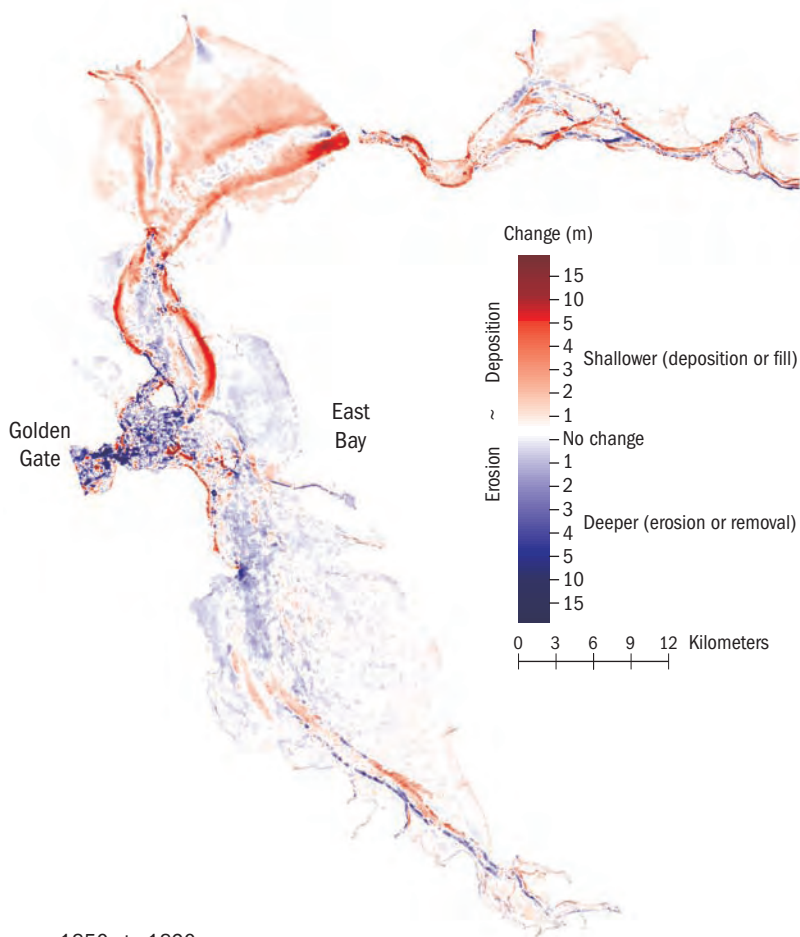 Change (m)
15
10
5
4
3
2
1
No change
1
2
3
4
5
10
15
Deposition
~
Erosion
Shallower (deposition or fill)
Deeper (erosion or removal)
East
Bay
Golden
Gate
0 3 6 9 12 Kilometers